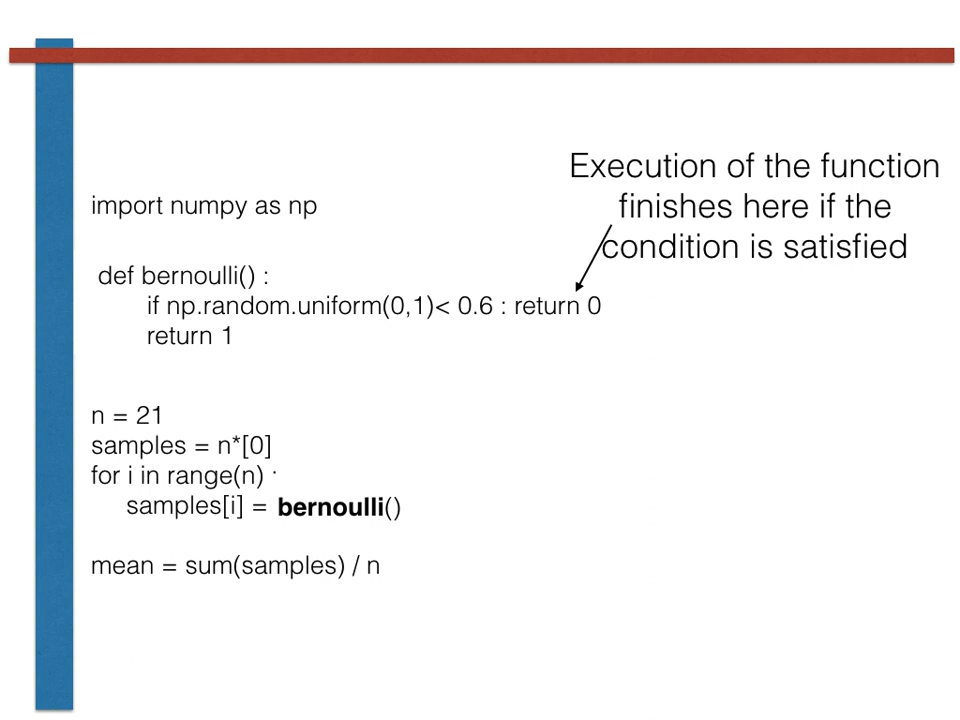 Execution of the function
finishes here if the
condition is satisfied
import numpy as np
def bernoulli() :
if np.random.uniform(0,1)< 0.6 : return 0
return 1
n = 21
samples = n*[0]
for i in range(n) :
samples[i] = bernoulli()
mean = sum(samples) / n